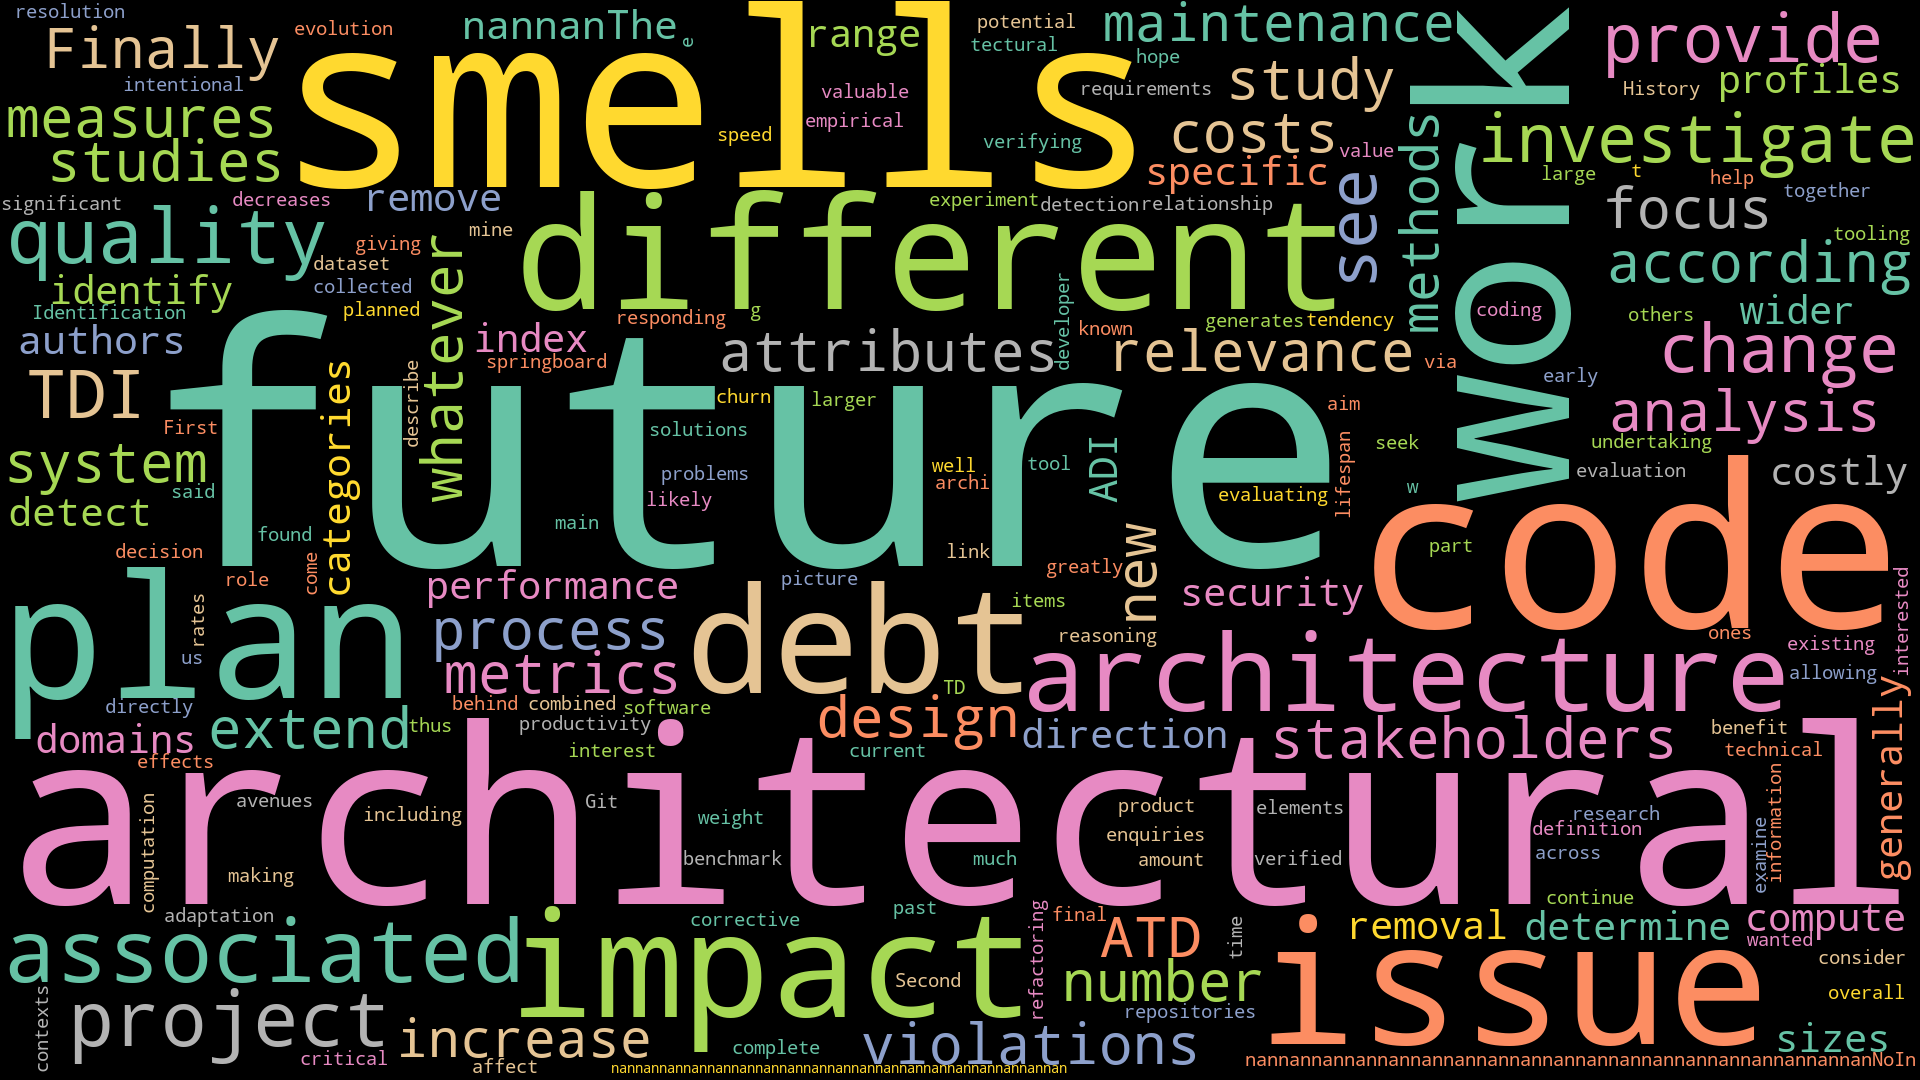 resolution
evolution
nannanThe
e
range
potential
tectural
maintenance
provide
Finally
smells
hope
work
intentional
valuable
requirements
study
History
profiles
measures
empirical
speed
verifying
costs
methods
investigate
studies
value
specific
large
t
help
together
significant
decreases
remove
experiment
detection
relationship
see
focus
quality
mine
different
tooling
giving
dataset
whatever
according
identify
collected
planned
g
developer
coding
Identification
responding
generates
tendency
others
wider
authors
index
known
change
springboard
attributes
relevance
via
early
TDI
future
categories
describe
churn
larger
aim
analysis
First
solutions
ADI
lifespan
seek
undertaking
system
problems
well
tool
evaluation
costly
said
likely
archi
evaluating
w
code
detect
main
found
new
decision
link
part
role
come
performance
picture
greatly
security
interested
plan
rates
process
debt
items
reasoning
ones
existing
us
metrics
TD
architecture
allowing
directly
behind
combined
software
design
generally
domains
extend
thus
productivity
direction
stakeholders
benefit
effects
interest
current
technical
architectural
computation
avenues
including
Git
weight
product
elements
research
examine
information
enquiries
definition
making
benchmark
much
amount
verified
across
adaptation
corrective
past
refactoring
final
time
continue
associated
impact
ATD
issue
removal
determine
compute
wanted
Second
number
consider
contexts
project
repositories
overall
increase
complete
violations
sizes
critical
affect
nannannannannannannannannannannannannannannannannannan
nannannannannannannannannannannannannannannannannannannanNoIn